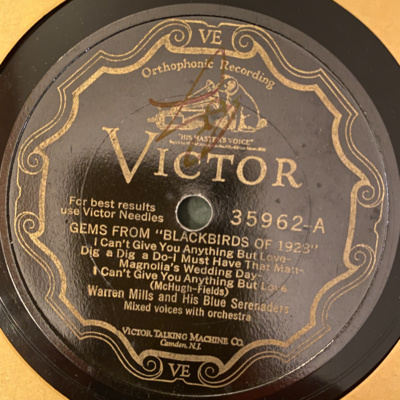 VE
Orthophonic Recording
"HIS MASTER'S VOICE"
VICTOR
For best results
use Victor Needles
35962-A
GEMS FROM "BLACKBIRDS OF 1928"
I Can't Give You Anything But Love-
Dig a Dig a Do-I Must Have That Man-
Magnolia's Wedding Day-
I Can't Give You Anything But Love
(McHugh-Fields)
Warren Mills and His Blue Serenaders
Mixed voices with orchestra
VICTOR TALKING MACHINE CO.
Camden, N.J.
VE